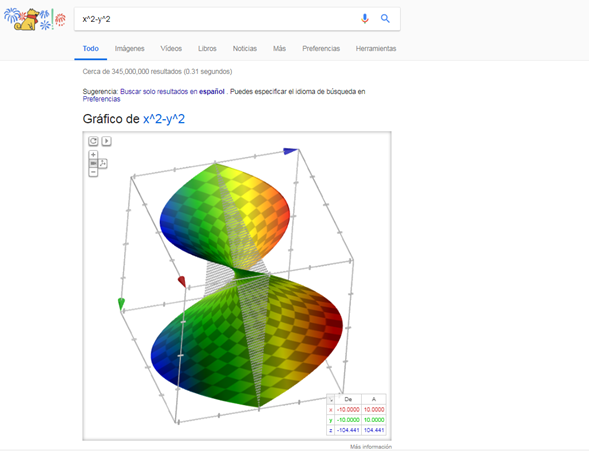 x^2-y^2
Todo Imágenes Vídeos Libros Noticias Más Preferencias Herramientas
Cerca de 345,000,000 resultados (0.31 segundos)
Sugerencia: Buscar solo resultados en español . Puedes especificar el idioma de búsqueda en
Preferencias
Gráfico de x^2-y^2
De A
x -10.0000 10.0000
y -10.0000 10.0000
z -104.441 104.441
Más información